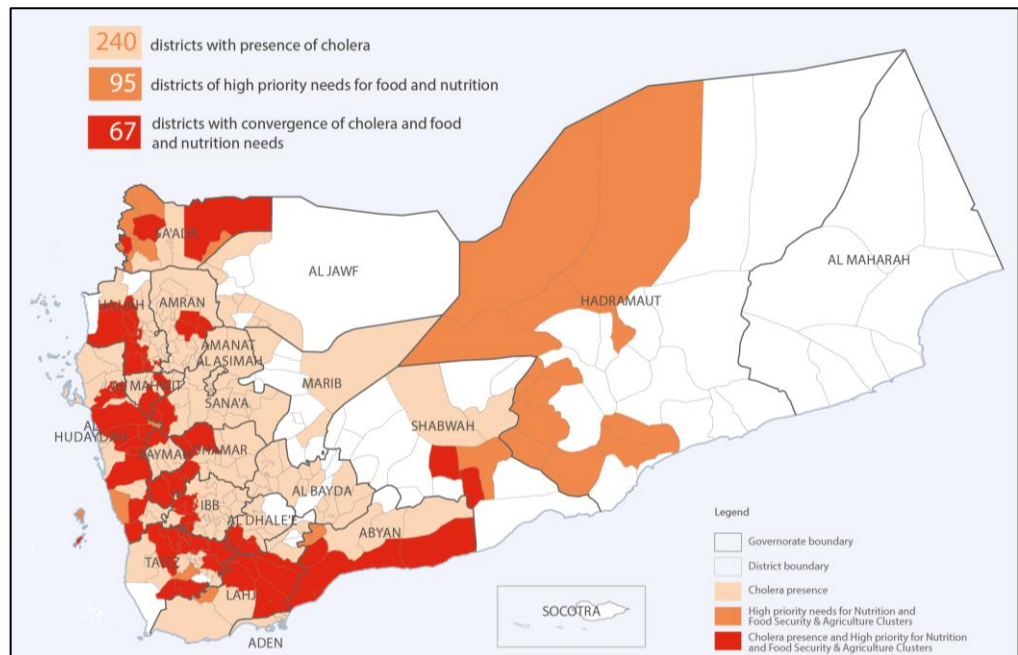 240 districts with presence of cholera
95 districts of high priority needs for food and nutrition
67 districts with convergence of cholera and food
and nutrition needs
SA'ADA
AL JAWF
AL MAHARAH
HADRAMAUT
HAJJAH
AMRAN
AMANAT
AL ASIMAH
MARIB
AL MAHWIT
SANA'A
SHABWAH
AL
HUDAYDAH
RAYMAH
DHAMAR
AL BAYDA
IBB
AL DHALE'E
ABYAN
TAIZZ
LAHJ
ADEN
SOCOTRA
Legend
Governorate boundary
District boundary
Cholera presence
High priority needs for Nutrition and
Food Security & Agriculture Clusters
Cholera presence and High priority for Nutrition
and Food Security & Agriculture Clusters